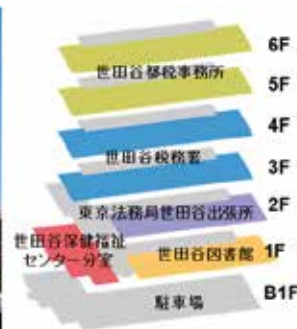 6F
世田谷都税事務所
5F
4F
世田谷税務署
3F
2F
東京法務局世田谷出張所
世田谷保健福祉
センター分室
世田谷図書館
1F
B1F
駐車場